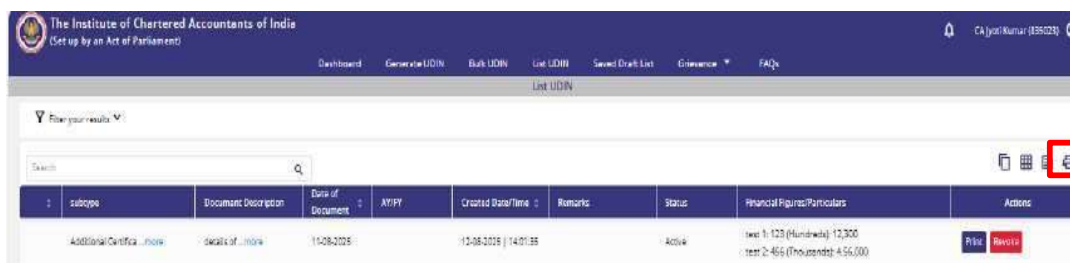 The Institute of Chartered Accountants of India
(Set up by an Act of Parliament)
CA Jyoti Kumar (835023)
Dashboard Generate UDIN Bulk UDIN List UDIN Saved Draft List Grievance FAQs
List UDIN
Filter your results
Search
subtype Document Description Date of Document AY/FY Created Date/Time Remarks Status Financial Figures/Particulars Actions
Additional Certifica ...more details of ...more 11-08-2025 12-08-2025 | 14:01:35 Active test 1: 123 (Hundreds): 12,300 Print Revoke
test 2: 456 (Thousands): 4,56,000